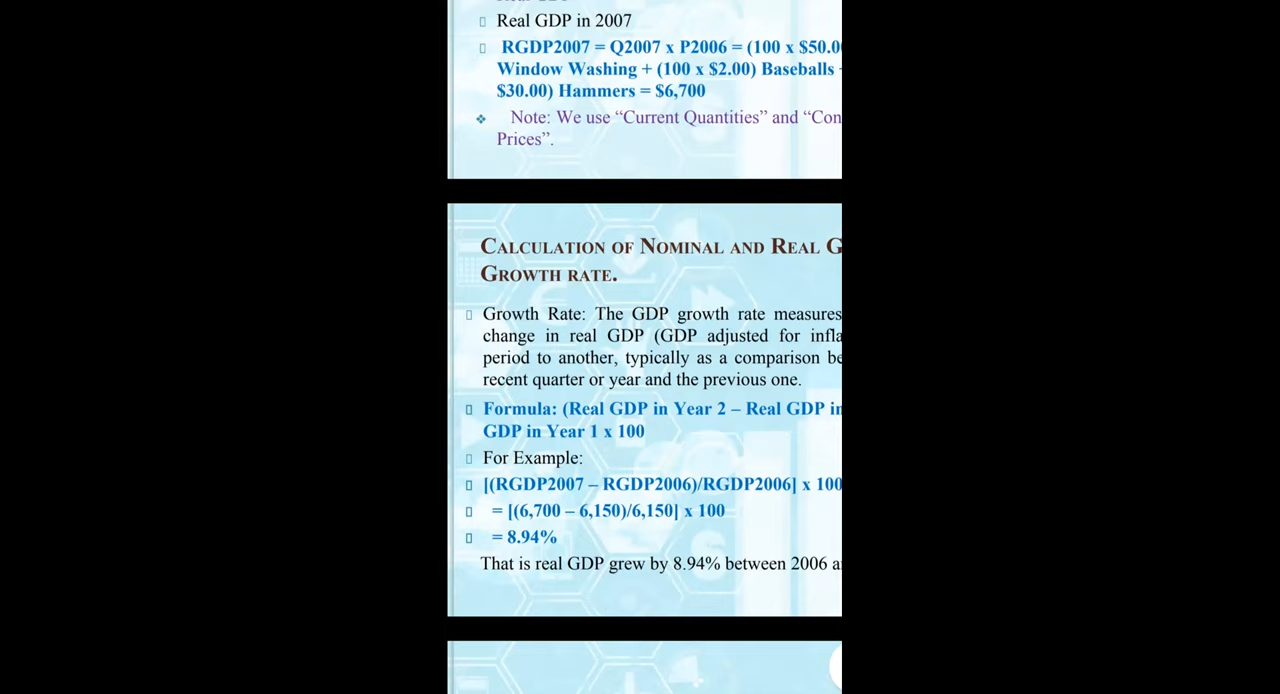 Real GDP in 2007
RGDP2007 = Q2007 x P2006 = (100 x $50.0
Window Washing + (100 x $2.00) Baseballs
$30.00) Hammers = $6,700
Note: We use “Current Quantities” and “Con
Prices”.
CALCULATION OF NOMINAL AND REAL G
GROWTH RATE.
Growth Rate: The GDP growth rate measures
change in real GDP (GDP adjusted for infla
period to another, typically as a comparison be
recent quarter or year and the previous one.
Formula: (Real GDP in Year 2 – Real GDP in
GDP in Year 1 x 100
For Example:
[(RGDP2007 – RGDP2006)/RGDP2006] x 100
= [(6,700 – 6,150)/6,150] x 100
= 8.94%
That is real GDP grew by 8.94% between 2006 a